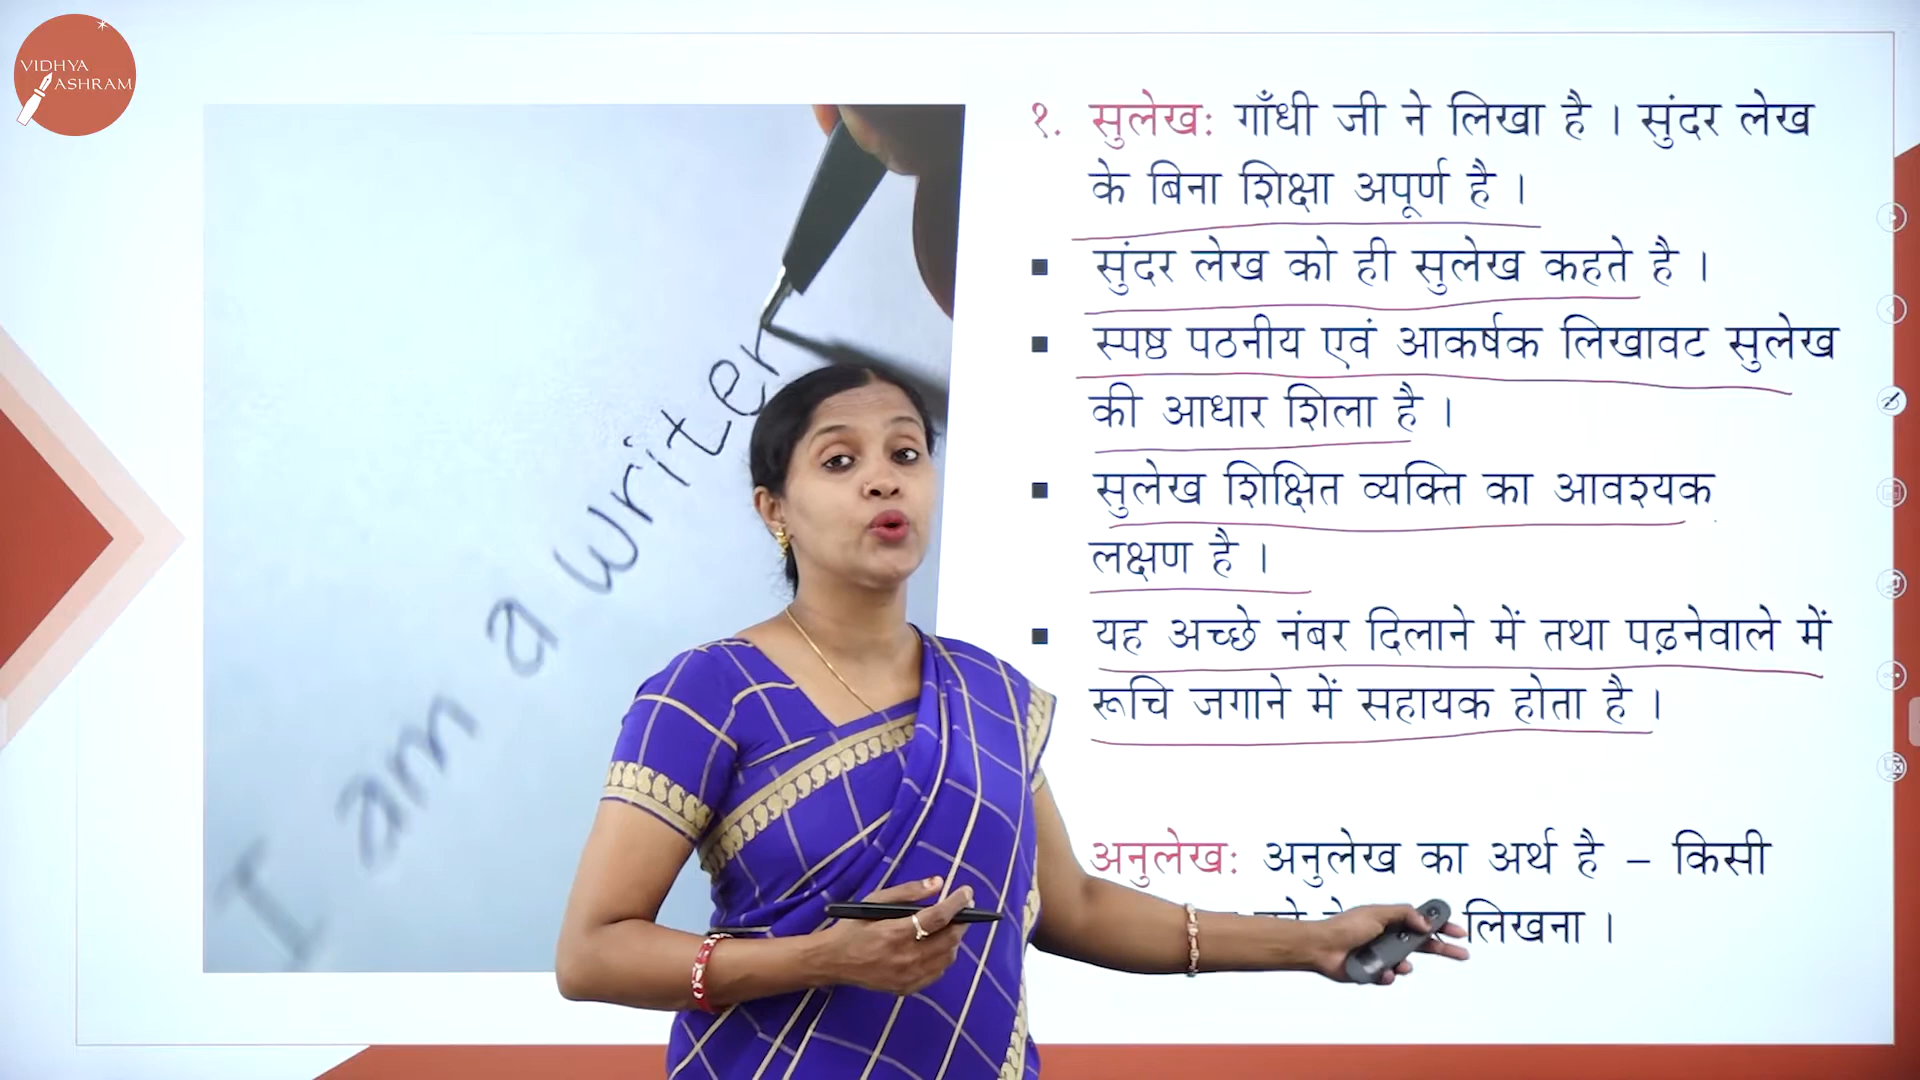 VIDHYA
ASHRAM
I am a writer
१. सुलेख: गाँधी जी ने लिखा है । सुंदर लेख
के बिना शिक्षा अपूर्ण है ।
▪ सुंदर लेख को ही सुलेख कहते है ।
▪ स्पष्ठ पठनीय एवं आकर्षक लिखावट सुलेख
की आधार शिला है ।
▪ सुलेख शिक्षित व्यक्ति का आवश्यक
लक्षण है ।
▪ यह अच्छे नंबर दिलाने में तथा पढ़नेवाले में
रूचि जगाने में सहायक होता है ।
अनुलेख: अनुलेख का अर्थ है – किसी
लिखना ।